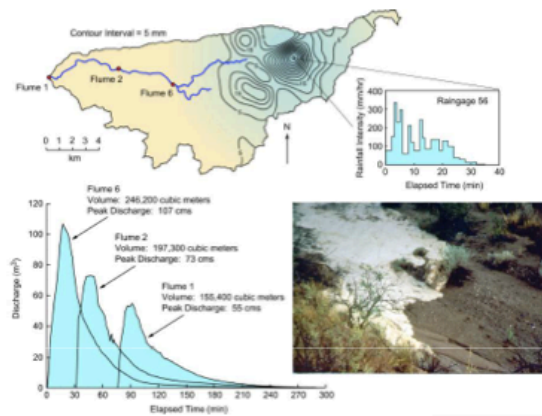 Contour Interval = 5 mm
Flume 1
Flume 2
Flume 6
0 2 4
km
N
Raingage 56
Rainfall Intensity (mm/hr)
400
300
200
100
0
0 10 20 30 40
Elapsed Time (min)
Flume 6
Volume: 246,200 cubic meters
Peak Discharge: 107 cms
Flume 2
Volume: 197,300 cubic meters
Peak Discharge: 73 cms
Flume 1
Volume: 155,400 cubic meters
Peak Discharge: 55 cms
Discharge (m³)
120
100
80
60
40
20
0
0 30 60 90 120 150 180 210 240 270 300
Elapsed Time (min)